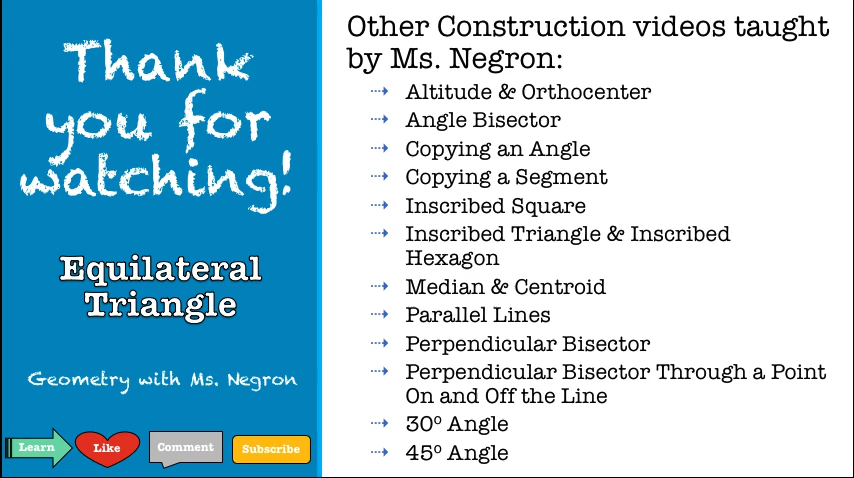 Thank
you for
watching!
Equilateral
Triangle
Geometry with Ms. Negron
Learn
Like
Comment
Subscribe
Other Construction videos taught
by Ms. Negron:
Altitude & Orthocenter
Angle Bisector
Copying an Angle
Copying a Segment
Inscribed Square
Inscribed Triangle & Inscribed
Hexagon
Median & Centroid
Parallel Lines
Perpendicular Bisector
Perpendicular Bisector Through a Point
On and Off the Line
30º Angle
45º Angle